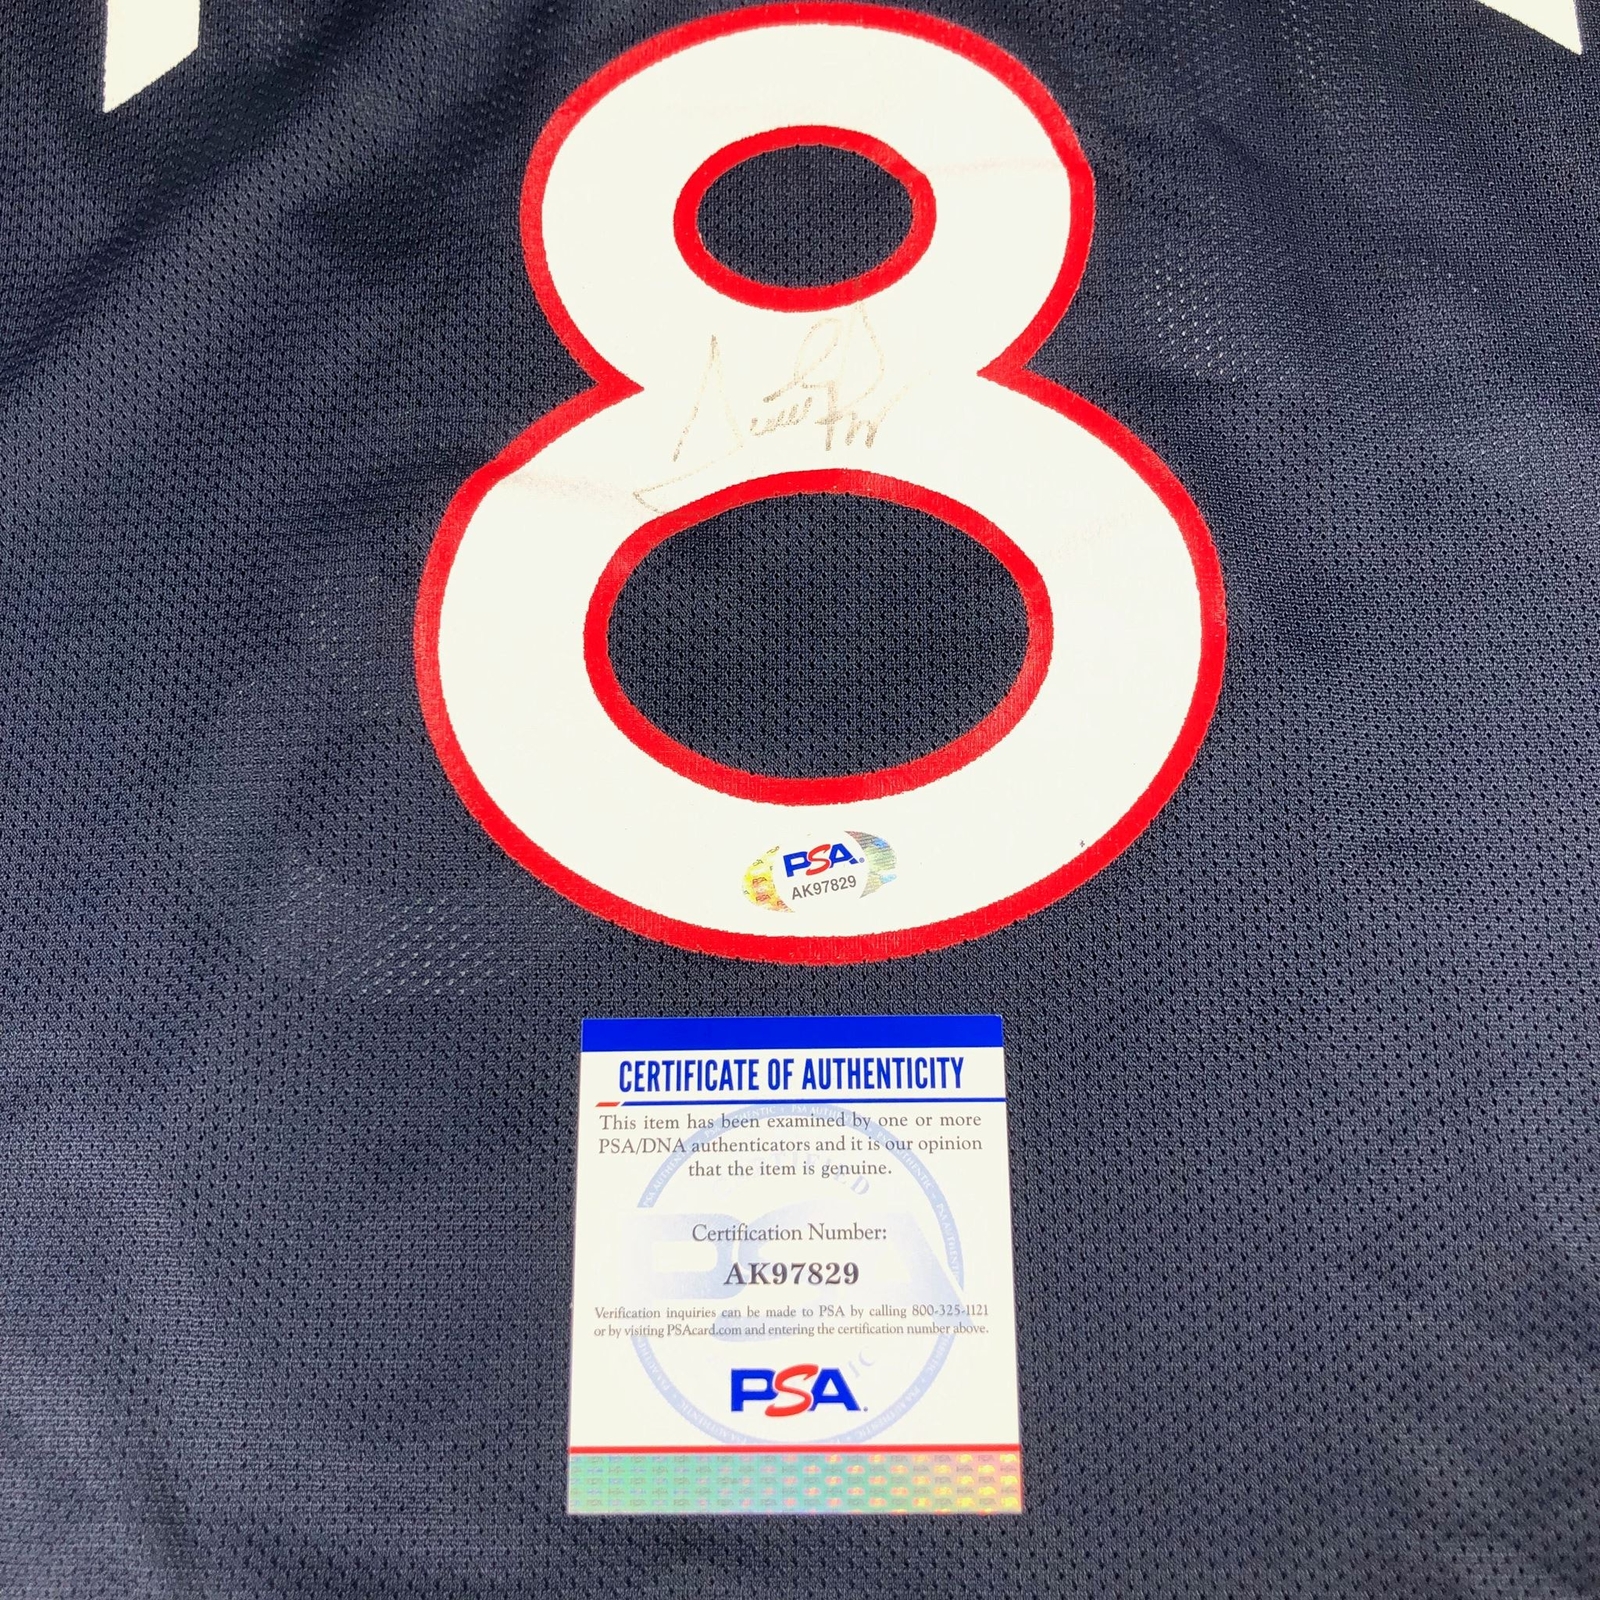 8
PSA
AK97829
CERTIFICATE OF AUTHENTICITY
This item has been examined by one or more
PSA/DNA authenticators and it is our opinion
that the item is genuine.
Certification Number:
AK97829
Verification inquiries can be made to PSA by calling 800-325-1121
or by visiting PSAcard.com and entering the certification number above.
PSA